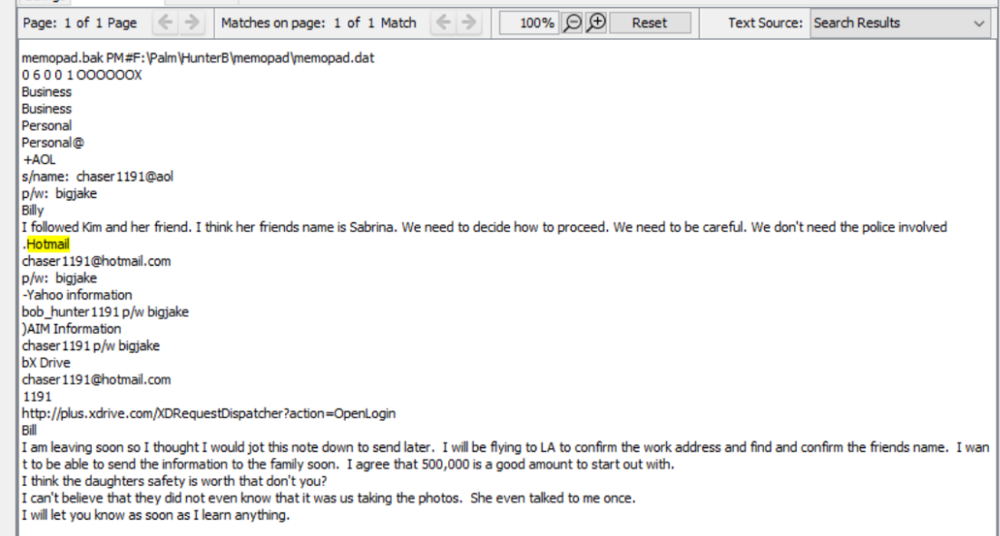 Page: 1 of 1 Page
Matches on page: 1 of 1 Match
100%
Reset
Text Source:
Search Results
memopad.bak PM#F:\Palm\HunterB\memopad\memopad.dat
0 6 0 0 1 OOOOOOX
Business
Business
Personal
Personal@
+AOL
s/name: chaser1191@aol
p/w: bigjake
Billy
I followed Kim and her friend. I think her friends name is Sabrina. We need to decide how to proceed. We need to be careful. We don't need the police involved
.Hotmail
chaser1191@hotmail.com
p/w: bigjake
-Yahoo information
bob_hunter1191 p/w bigjake
)AIM Information
chaser1191 p/w bigjake
bX Drive
chaser1191@hotmail.com
1191
http://plus.xdrive.com/XDRequestDispatcher?action=OpenLogin
Bill
I am leaving soon so I thought I would jot this note down to send later. I will be flying to LA to confirm the work address and find and confirm the friends name. I wan
t to be able to send the information to the family soon. I agree that 500,000 is a good amount to start out with.
I think the daughters safety is worth that don't you?
I can't believe that they did not even know that it was us taking the photos. She even talked to me once.
I will let you know as soon as I learn anything.